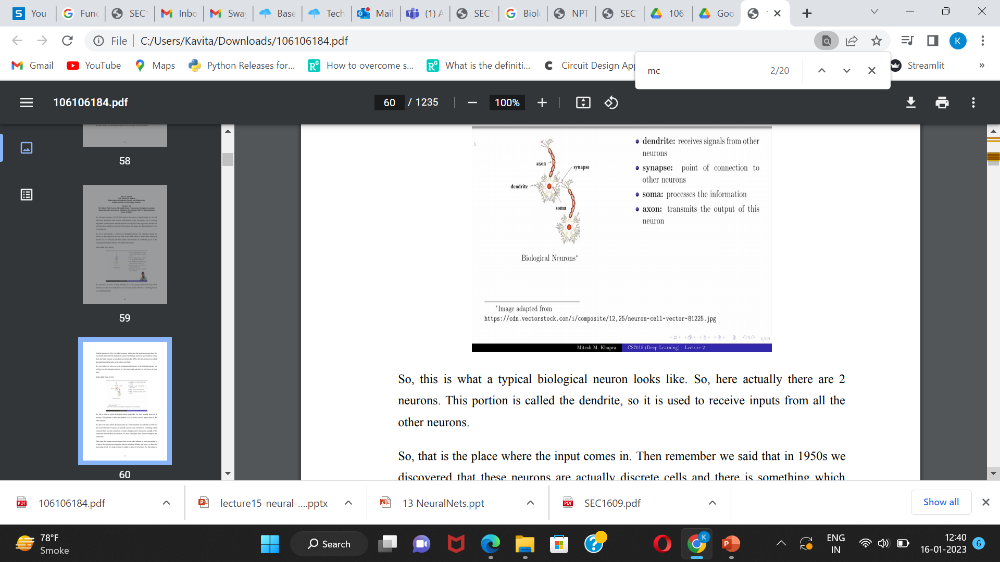 You
Func
SEC
Inbo
Swa
Base
Tech
Mail
(1) A
SEC
Biolo
NPT
SEC
106
Goo
File
C:/Users/Kavita/Downloads/106106184.pdf
K
Gmail
YouTube
Maps
Python Releases for...
How to overcome s...
What is the definiti...
Circuit Design App
Streamlit
»
mc
2/20
106106184.pdf
60 / 1235
100%
58
59
60
axon
synapse
dendrite
soma
Biological Neurons*
dendrite: receives signals from other
neurons
synapse: point of connection to
other neurons
soma: processes the information
axon: transmits the output of this
neuron
*Image adapted from
https://cdn.vectorstock.com/i/composite/12,25/neuron-cell-vector-81225.jpg
4/69
Mitesh M. Khapra
CS7015 (Deep Learning) : Lecture 2
So, this is what a typical biological neuron looks like. So, here actually there are 2
neurons. This portion is called the dendrite, so it is used to receive inputs from all the
other neurons.
So, that is the place where the input comes in. Then remember we said that in 1950s we
discovered that these neurons are actually discrete cells and there is something which
106106184.pdf
lecture15-neural-....pptx
13 NeuralNets.ppt
SEC1609.pdf
Show all
78°F
Smoke
Search
ENG
IN
12:40
16-01-2023
6